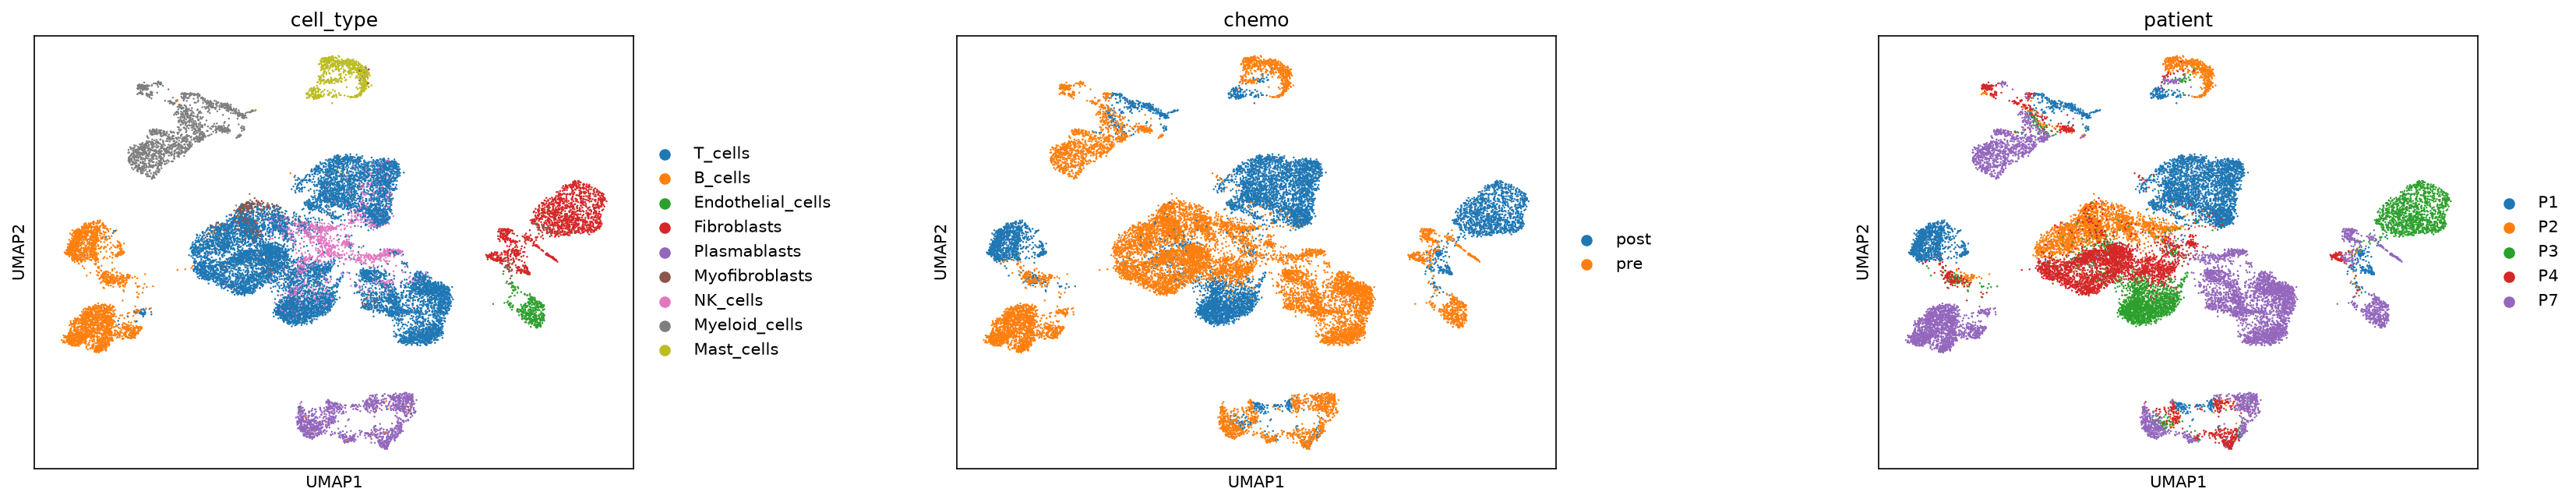 cell_type
UMAP2
UMAP1
T_cells
B_cells
Endothelial_cells
Fibroblasts
Plasmablasts
Myofibroblasts
NK_cells
Myeloid_cells
Mast_cells
chemo
UMAP2
UMAP1
post
pre
patient
UMAP2
UMAP1
P1
P2
P3
P4
P7